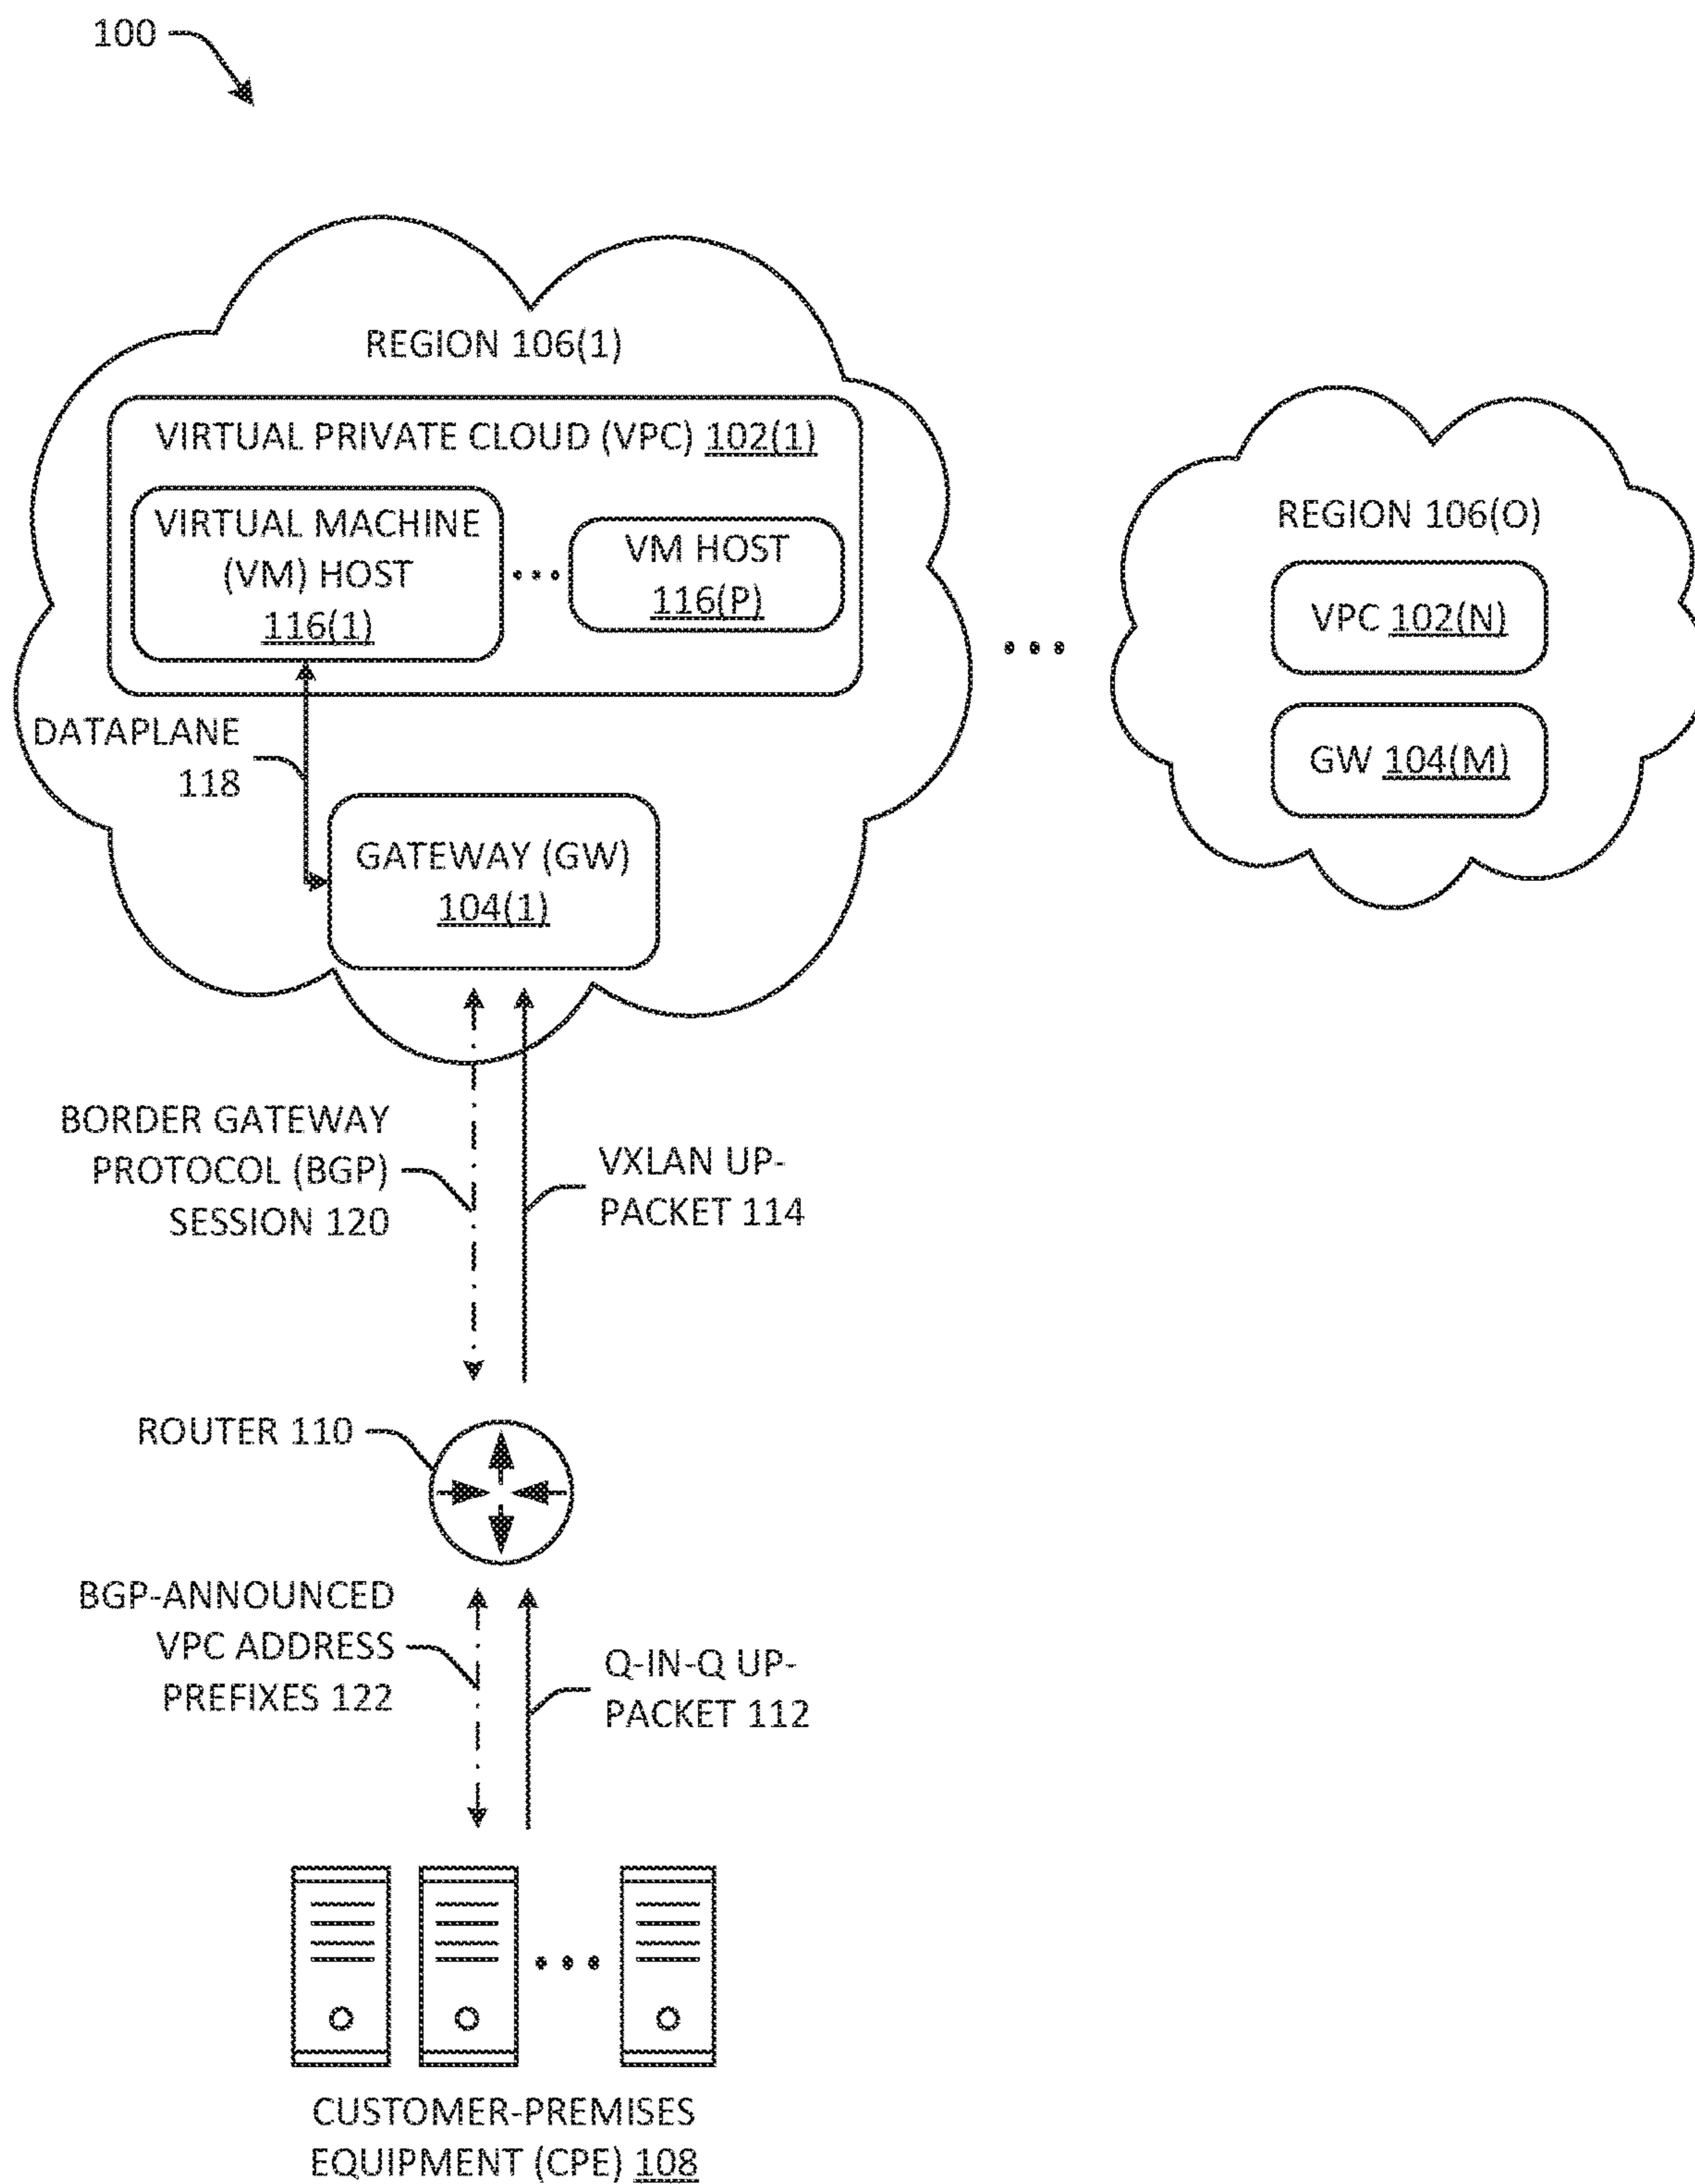 100
REGION 106(1)
VIRTUAL PRIVATE CLOUD (VPC) 102(1)
VIRTUAL MACHINE
(VM) HOST
116(1)
VM HOST
116(P)
REGION 106(O)
VPC 102(N)
GW 104(M)
DATAPLANE
118
GATEWAY (GW)
104(1)
BORDER GATEWAY
PROTOCOL (BGP)
SESSION 120
VXLAN UP-
PACKET 114
ROUTER 110
BGP-ANNOUNCED
VPC ADDRESS
PREFIXES 122
Q-IN-Q UP-
PACKET 112
CUSTOMER-PREMISES
EQUIPMENT (CPE) 108